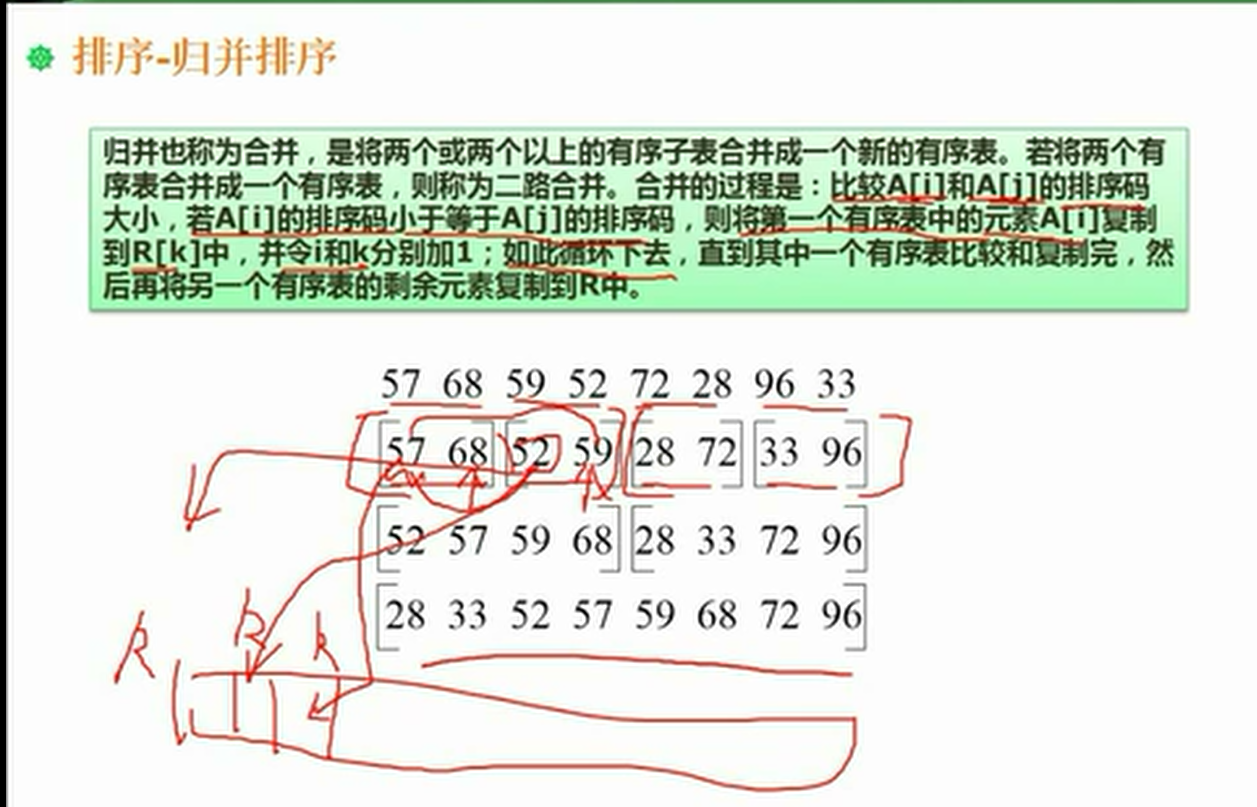 排序-归并排序
归并也称为合并，是将两个或两个以上的有序子表合并成一个新的有序表。若将两个有
序表合并成一个有序表，则称为二路合并。合并的过程是：比较A[i]和A[j]的排序码
大小，若A[i]的排序码小于等于A[j]的排序码，则将第一个有序表中的元素A[i]复制
到R[k]中，并令i和k分别加1；如此循环下去，直到其中一个有序表比较和复制完，然
后再将另一个有序表的剩余元素复制到R中。
57 68 59 52 72 28 96 33
[57 68] [52 59] [28 72] [33 96]
[52 57 59 68] [28 33 72 96]
[28 33 52 57 59 68 72 96]
R k k